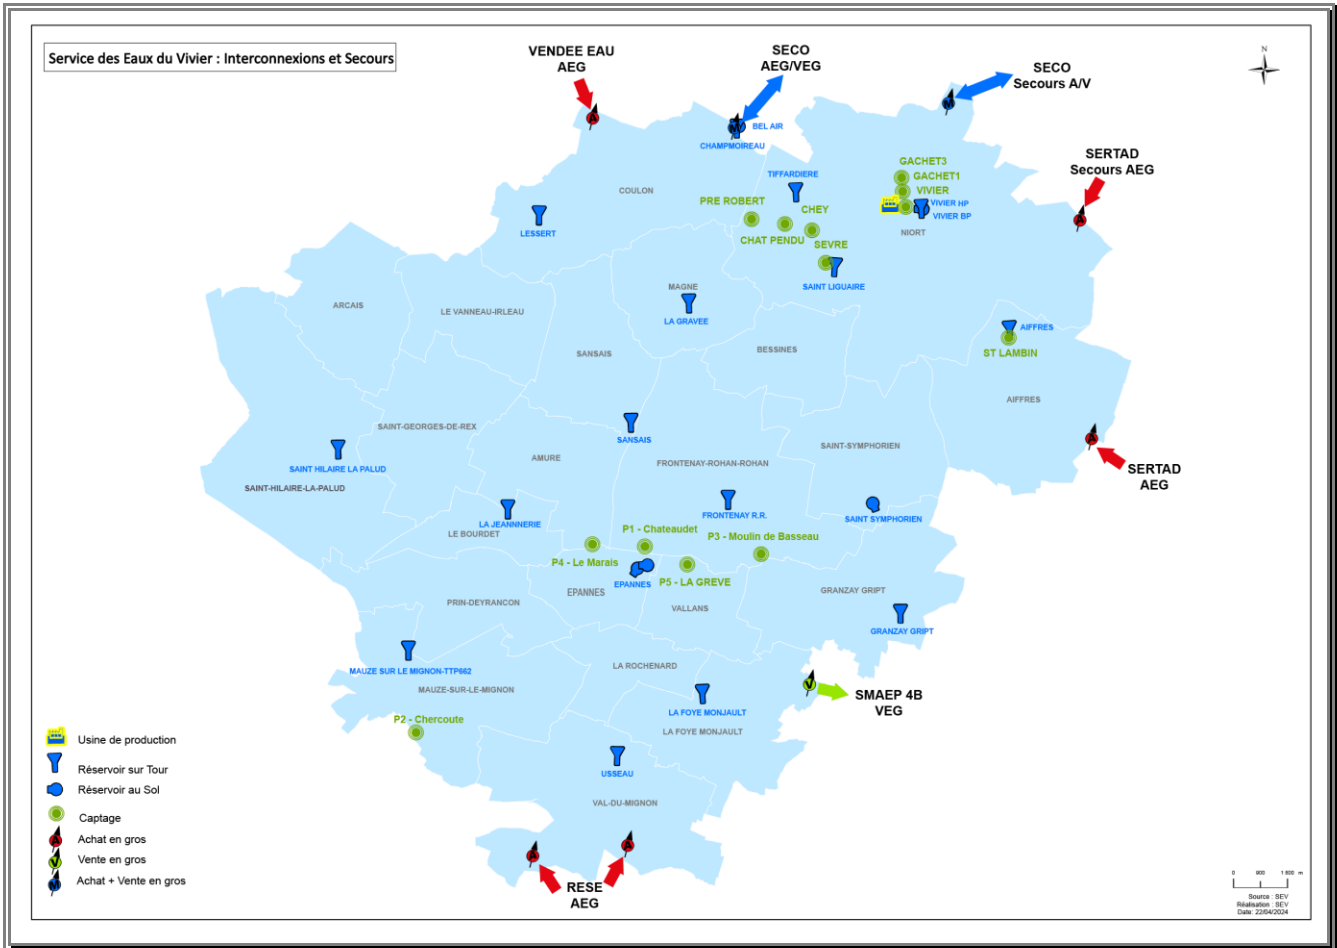 Service des Eaux du Vivier : Interconnexions et Secours
VENDEE EAU
AEG
SECO
AEG/VEG
SECO
Secours A/V
N
SERTAD
Secours AEG
A
M
BEL AIR
CHAMPMOIREAU
M
A
COULON
LESSERT
TIFFARDIERE
PRE ROBERT
CHEY
CHAT PENDU
SEVRE
SAINT LIGUAIRE
GACHET3
GACHET1
VIVIER
VIVIER HP
VIVIER BP
NIORT
ARCAIS
LE VANNEAU-IRLEAU
MAGNE
LA GRAVEE
SANSAIS
BESSINES
AIFFRES
ST LAMBIN
AIFFRES
SAINT-GEORGES-DE-REX
SANSAIS
SAINT HILAIRE LA PALUD
SAINT-HILAIRE-LA-PALUD
AMURE
FRONTENAY-ROHAN-ROHAN
SAINT-SYMPHORIEN
A
SERTAD
AEG
LA JEANNNERIE
LE BOURDET
FRONTENAY R.R.
SAINT SYMPHORIEN
P1 - Chateaudet
P3 - Moulin de Basseau
P4 - Le Marais
EPANNES
P5 - LA GREVE
EPANNES
VALLANS
PRIN-DEYRANCON
GRANZAY GRIPT
GRANZAY GRIPT
MAUZE SUR LE MIGNON-TTP662
MAUZE-SUR-LE-MIGNON
LA ROCHENARD
LA FOYE MONJAULT
LA FOYE MONJAULT
V
SMAEP 4B
VEG
P2 - Chercoute
USSEAU
VAL-DU-MIGNON
A
A
RESE
AEG
Usine de production
Réservoir sur Tour
Réservoir au Sol
Captage
A
Achat en gros
V
Vente en gros
M
Achat + Vente en gros
0 900 1 800 m
Source : SEV
Réalisation : SEV
Date: 22/04/2024